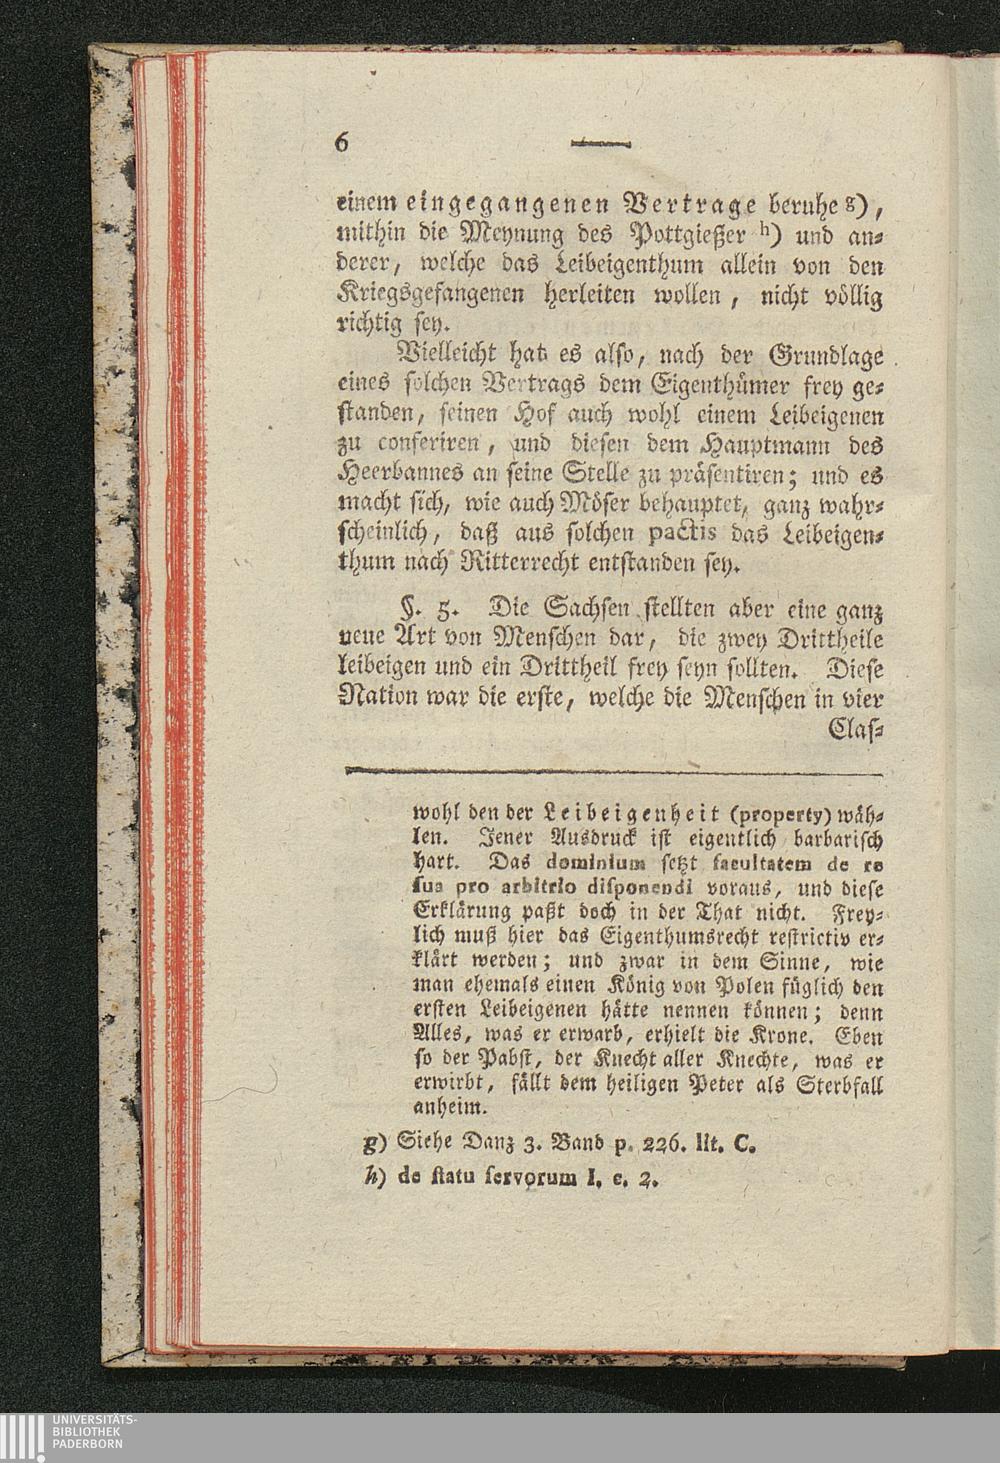 6
einem eingegangenen Vertrage beruhe g),
mithin die Meynung des Pottgießer h) und an-
derer, welche das Leibeigenthum allein von den
Kriegsgefangenen herleiten wollen, nicht völlig
richtig sey.
Vielleicht hat es also, nach der Grundlage
eines solchen Vertrags dem Eigenthümer frey ge-
standen, seinen Hof auch wohl einem Leibeigenen
zu conferiren, und diesen dem Hauptmann des
Heerbannes an seine Stelle zu präsentiren; und es
macht sich, wie auch Möser behauptet, ganz wahr-
scheinlich, daß aus solchen pactis das Leibeigen-
thum nach Ritterrecht entstanden sey.
§. 5. Die Sachsen stellten aber eine ganz
neue Art von Menschen dar, die zwey Drittheile
leibeigen und ein Drittheil frey seyn sollten. Diese
Nation war die erste, welche die Menschen in vier
Clas-
wohl den der Leibeigenheit (property) wäh-
len. Jener Ausdruck ist eigentlich barbarisch
hart. Das dominium setzt facultatem de re
sua pro arbitrio disponendi voraus, und diese
Erklärung paßt doch in der That nicht. Frey-
lich muß hier das Eigenthumsrecht restrictiv er-
klärt werden; und zwar in dem Sinne, wie
man ehemals einen König von Polen füglich den
ersten Leibeigenen hätte nennen können; denn
Alles, was er erwarb, erhielt die Krone. Eben
so der Pabst, der Knecht aller Knechte, was er
erwirbt, fällt dem heiligen Peter als Sterbfall
anheim.
g) Siehe Danz 3. Band p. 226. lit. C.
h) de statu servorum I. c. 2.
UNIVERSITÄTS-
BIBLIOTHEK
PADERBORN